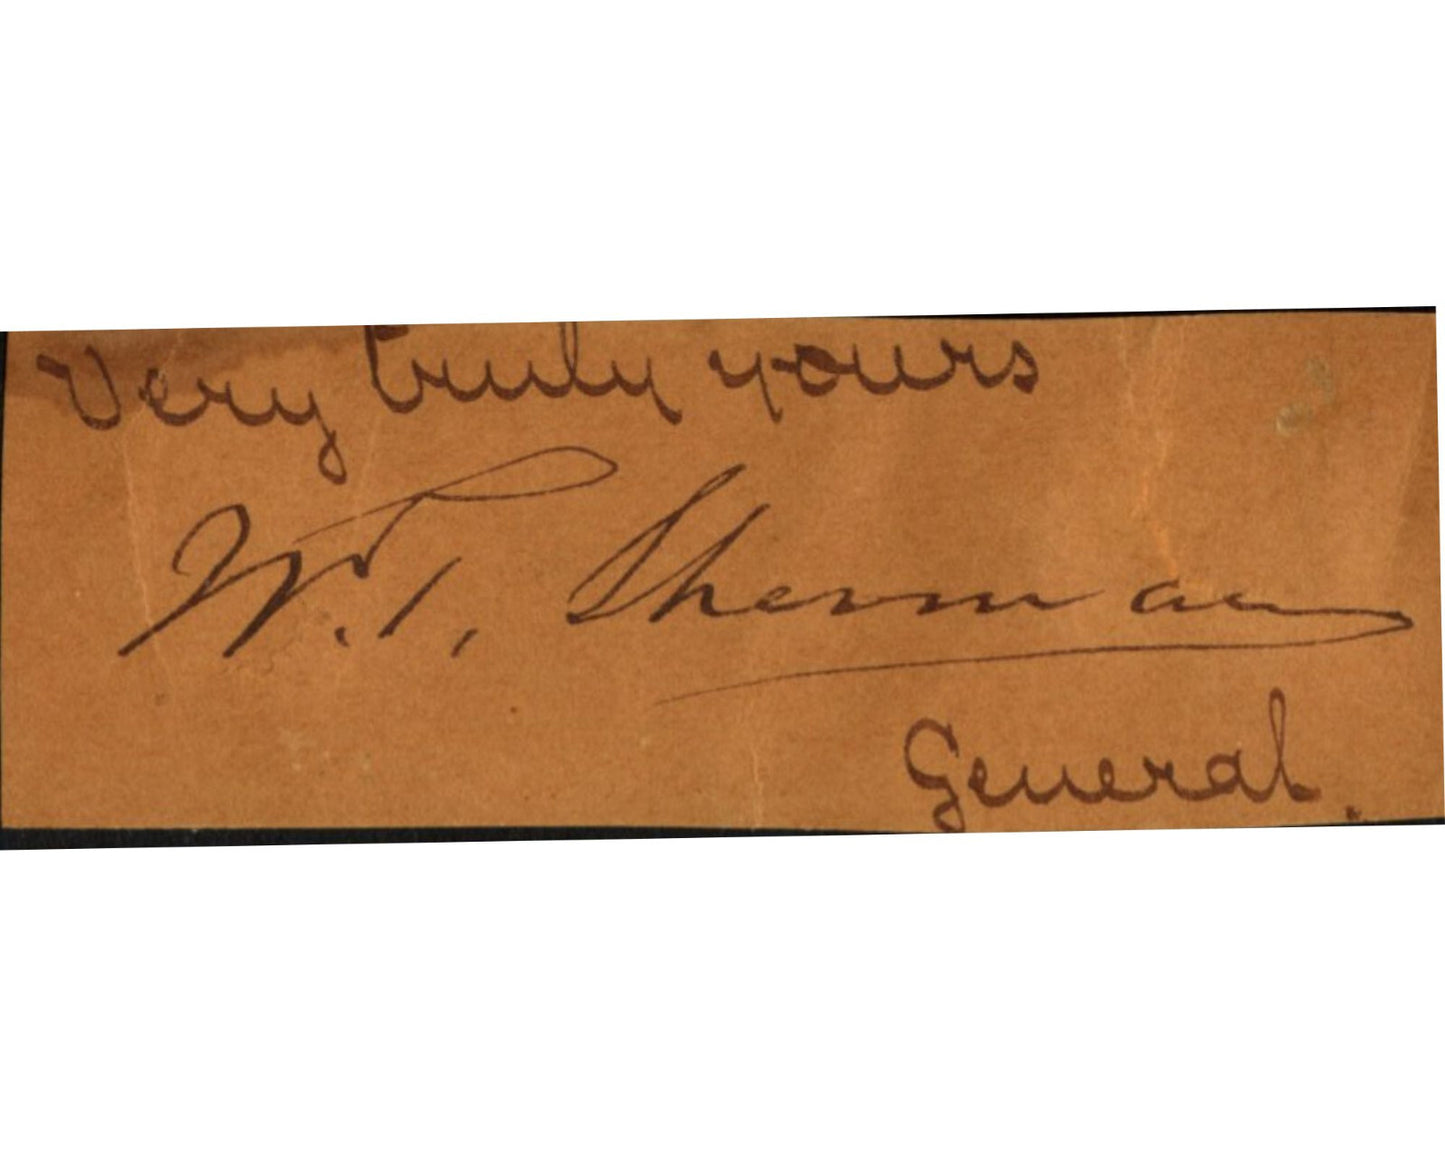 Very truly yours
W. T. Sherman
General.